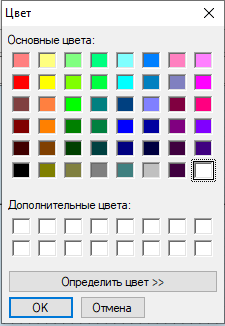 Цвет
Основные цвета:
Дополнительные цвета:
Определить цвет >>
OK
Отмена